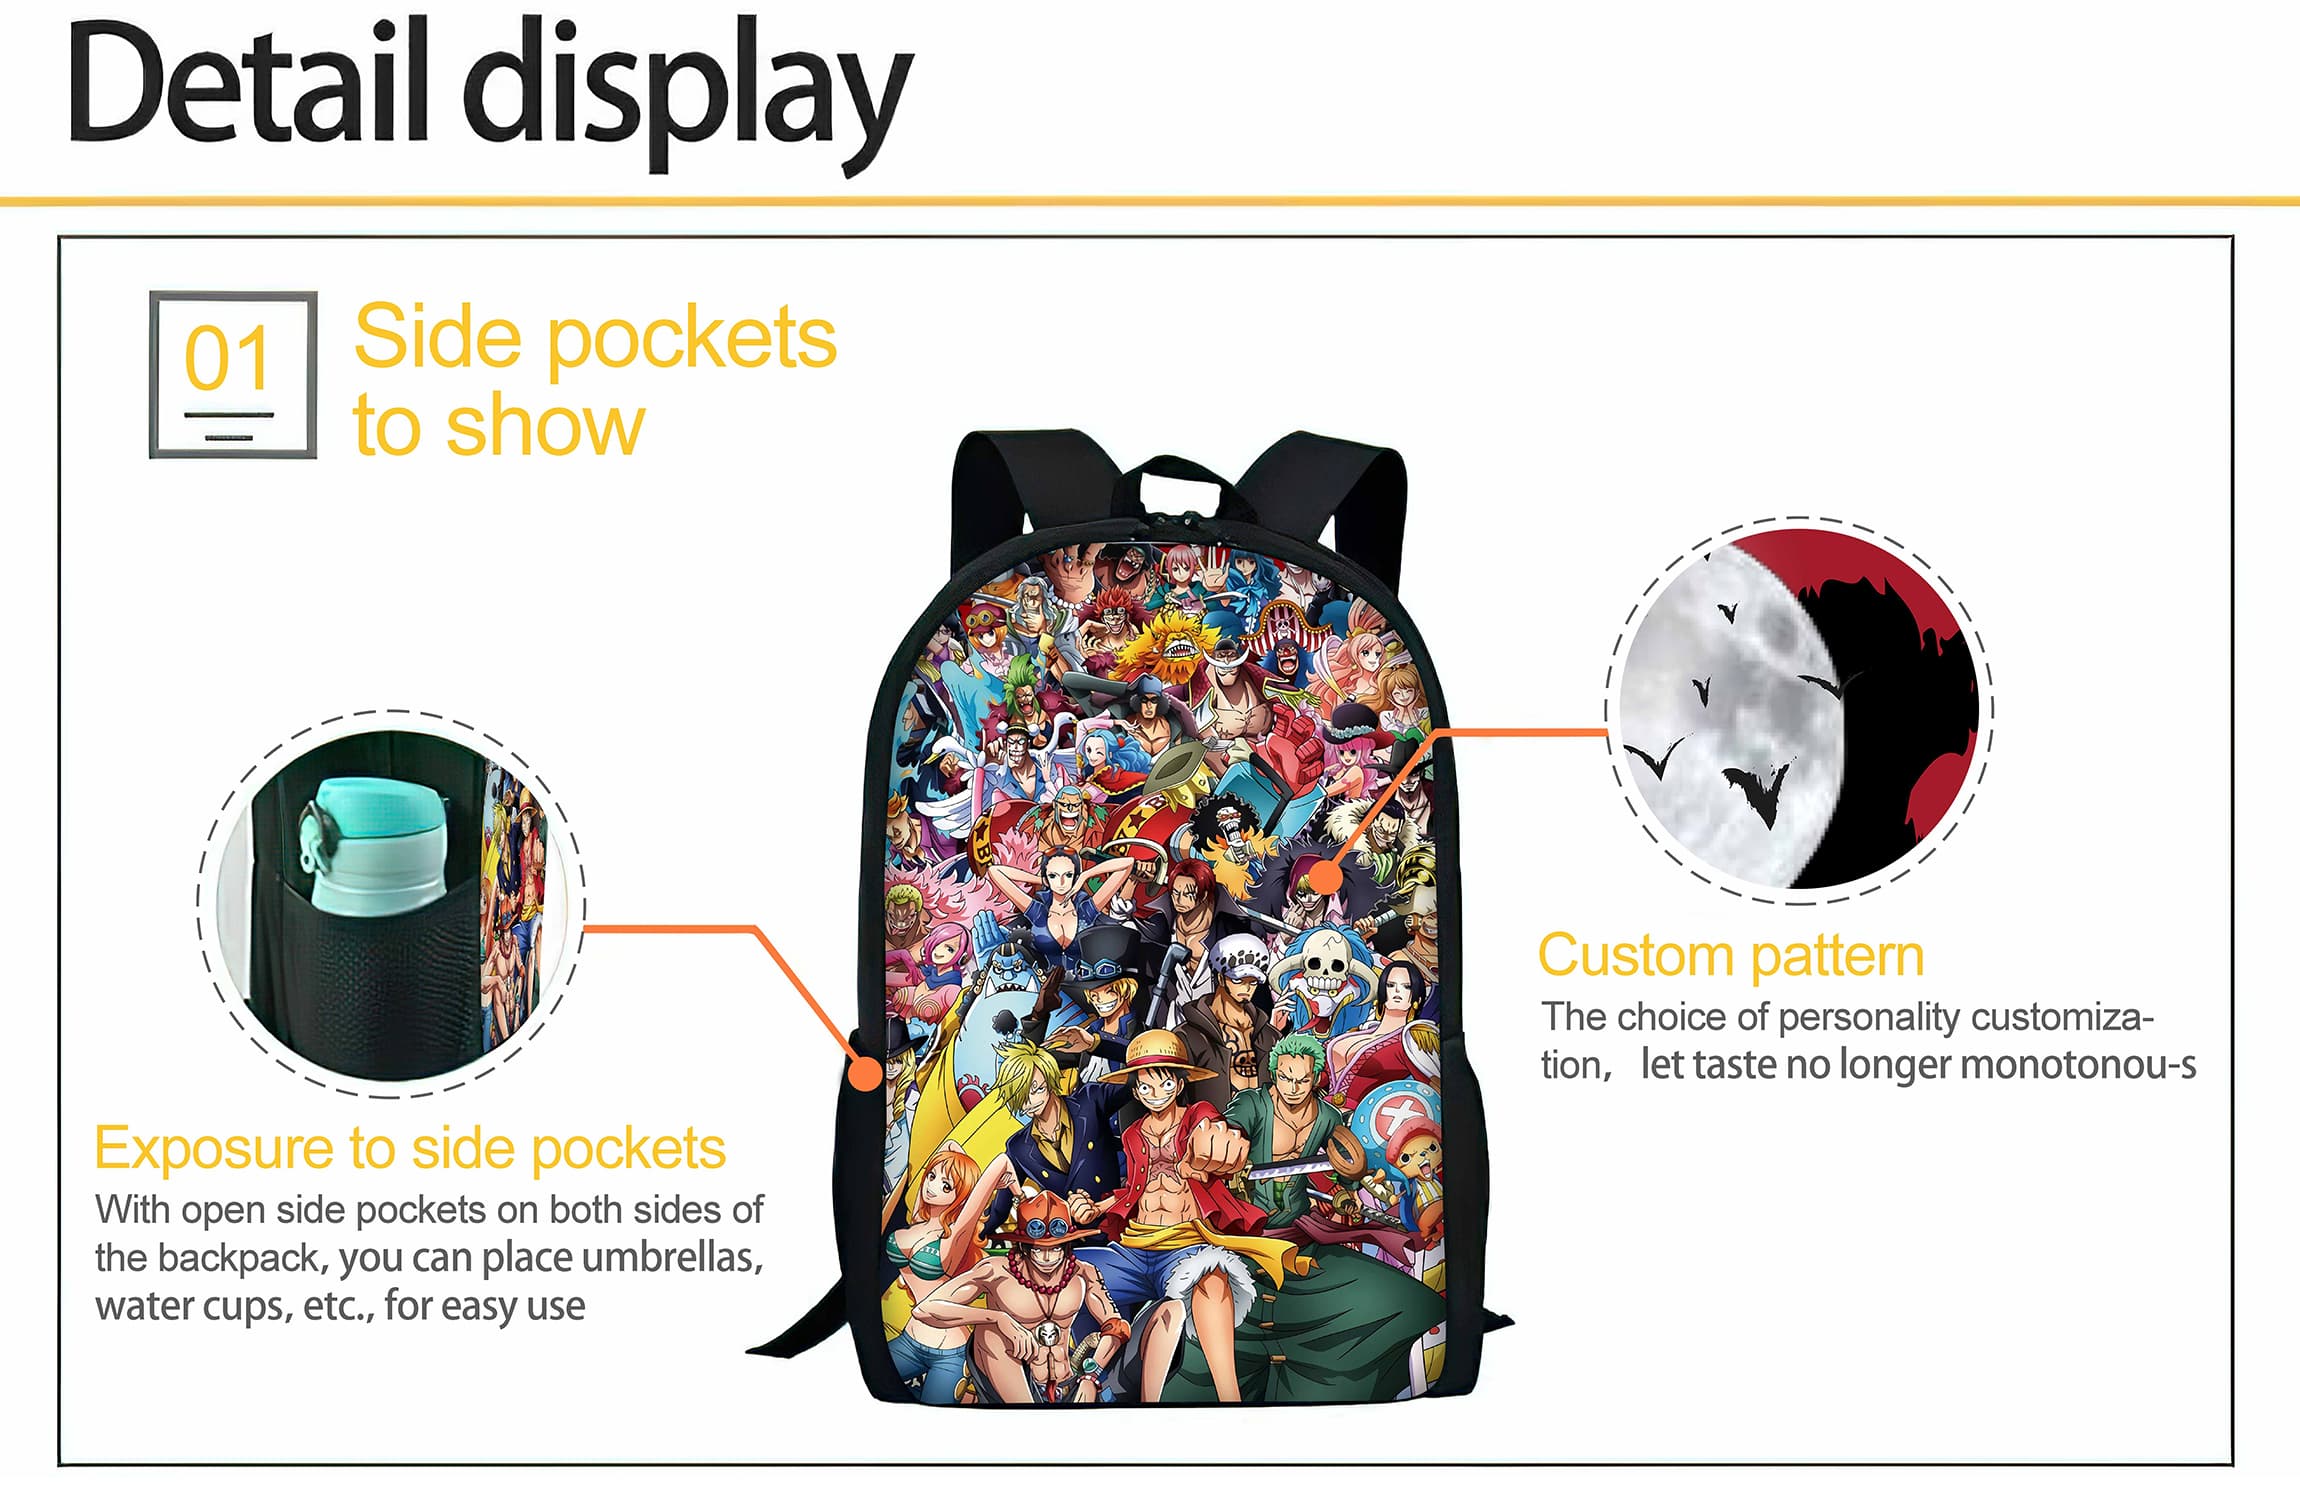 Detail display
01
Side pockets
to show
Exposure to side pockets
With open side pockets on both sides of
the backpack, you can place umbrellas,
water cups, etc., for easy use
Custom pattern
The choice of personality customiza-
tion, let taste no longer monotonou-s